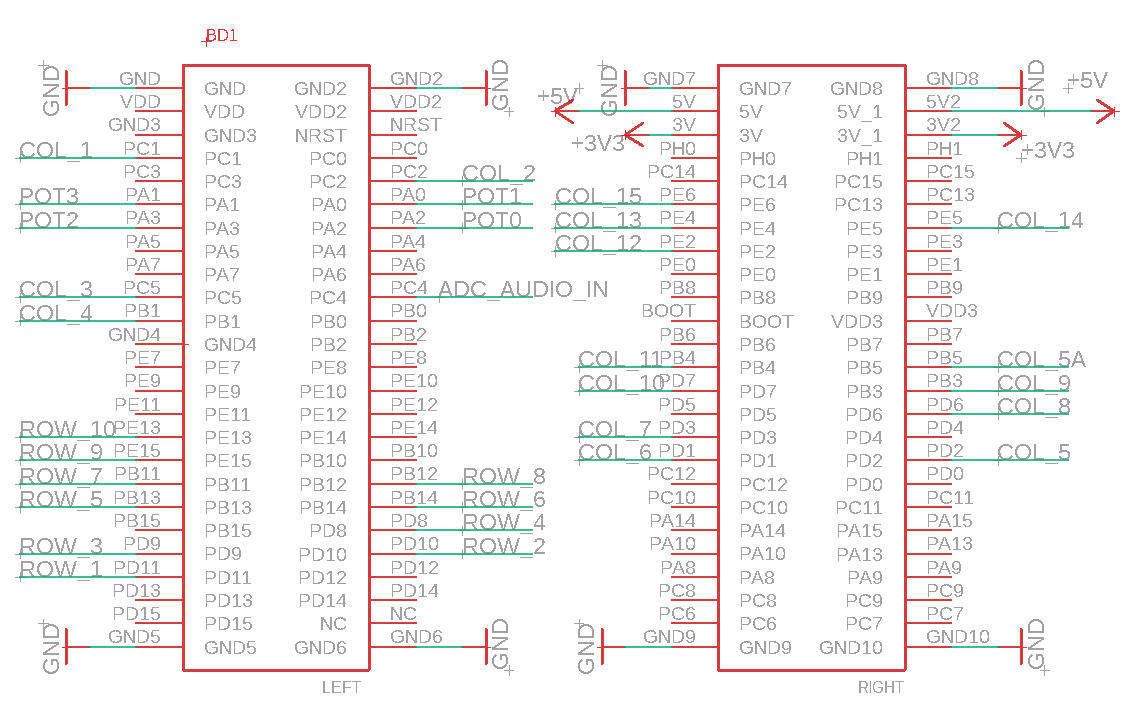 BD1
GND GND GND GND2 GND2 GND
VDD VDD VDD2 VDD2
GND3 GND3 NRST NRST
COL_1 PC1 PC1 PC0 PC0
PC3 PC3 PC2 PC2 COL_2
POT3 PA1 PA1 PA0 PA0 POT1
POT2 PA3 PA3 PA2 PA2 POT0
PA5 PA5 PA4 PA4
PA7 PA7 PA6 PA6
COL_3 PC5 PC5 PC4 PC4 ADC_AUDIO_IN
COL_4 PB1 PB1 PB0 PB0
GND4 GND4 PB2 PB2
PE7 PE7 PE8 PE8
PE9 PE9 PE10 PE10
PE11 PE11 PE12 PE12
ROW_10 PE13 PE13 PE14 PE14
ROW_9 PE15 PE15 PB10 PB10
ROW_7 PB11 PB11 PB12 PB12 ROW_8
ROW_5 PB13 PB13 PB14 PB14 ROW_6
PB15 PB15 PD8 PD8 ROW_4
ROW_3 PD9 PD9 PD10 PD10 ROW_2
ROW_1 PD11 PD11 PD12 PD12
PD13 PD13 PD14 PD14
PD15 PD15 NC NC
GND GND5 GND5 GND6 GND6 GND
LEFT
GND GND7 GND7 GND8 GND8 GND
+5V 5V 5V 5V_1 5V2 +5V
+3V3 3V 3V 3V_1 3V2 +3V3
PH0 PH0 PH1 PH1
PC14 PC14 PC15 PC15
COL_15 PE6 PE6 PC13 PC13
COL_13 PE4 PE4 PE5 PE5 COL_14
COL_12 PE2 PE2 PE3 PE3
PE0 PE0 PE1 PE1
PB8 PB8 PB9 PB9
BOOT BOOT VDD3 VDD3
PB6 PB6 PB7 PB7
COL_11 PB4 PB4 PB5 PB5 COL_5A
COL_10 PD7 PD7 PB3 PB3 COL_9
PD5 PD5 PD6 PD6 COL_8
COL_7 PD3 PD3 PD4 PD4
COL_6 PD1 PD1 PD2 PD2 COL_5
PC12 PC12 PD0 PD0
PC10 PC10 PC11 PC11
PA14 PA14 PA15 PA15
PA10 PA10 PA13 PA13
PA8 PA8 PA9 PA9
PC8 PC8 PC9 PC9
PC6 PC6 PC7 PC7
GND GND9 GND9 GND10 GND10 GND
RIGHT